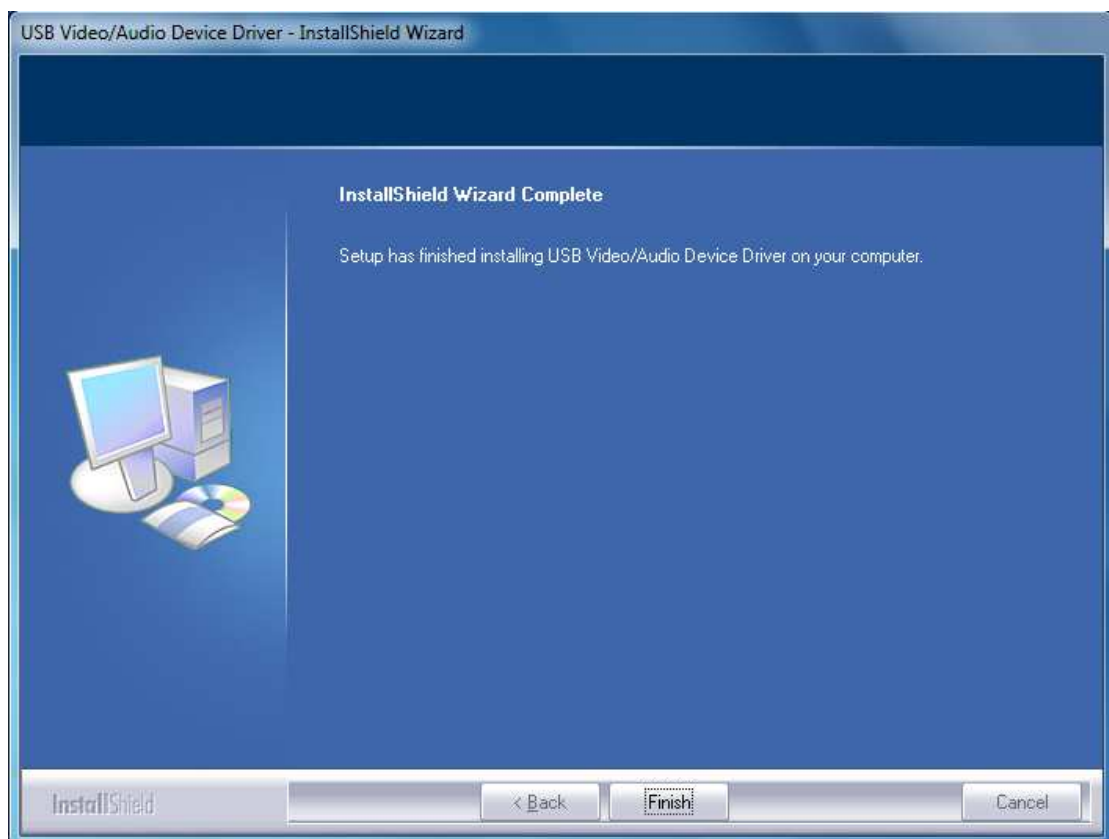 USB Video/Audio Device Driver - InstallShield Wizard
InstallShield Wizard Complete
Setup has finished installing USB Video/Audio Device Driver on your computer.
InstallShield
< Back
Finish
Cancel